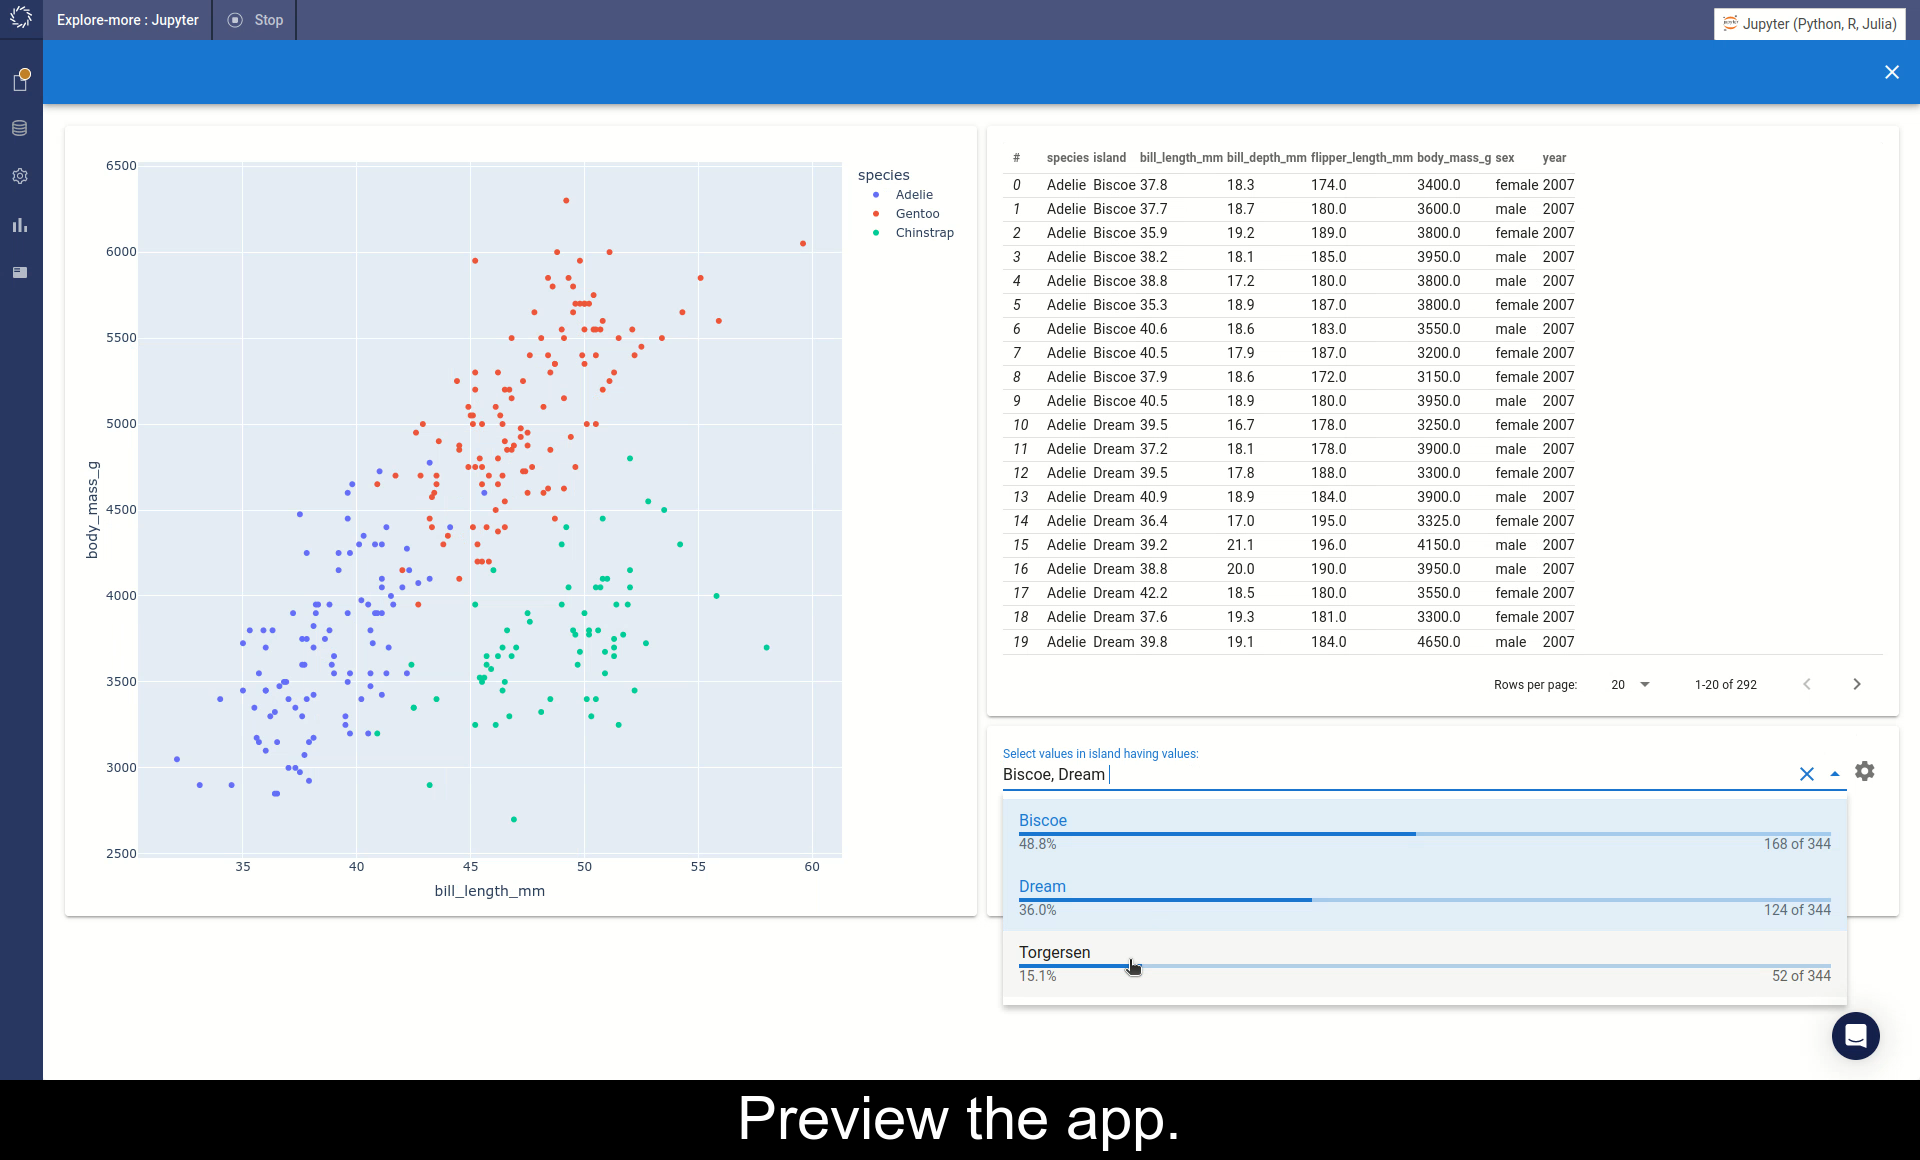 Explore-more : Jupyter
Stop
Jupyter (Python, R, Julia)
6500
6000
5500
5000
4500
4000
3500
3000
2500
35 40 45 50 55 60
body_mass_g
bill_length_mm
species
Adelie
Gentoo
Chinstrap
# species island bill_length_mm bill_depth_mm flipper_length_mm body_mass_g sex year
0 Adelie Biscoe 37.8 18.3 174.0 3400.0 female 2007
1 Adelie Biscoe 37.7 18.7 180.0 3600.0 male 2007
2 Adelie Biscoe 35.9 19.2 189.0 3800.0 female 2007
3 Adelie Biscoe 38.2 18.1 185.0 3950.0 male 2007
4 Adelie Biscoe 38.8 17.2 180.0 3800.0 male 2007
5 Adelie Biscoe 35.3 18.9 187.0 3800.0 female 2007
6 Adelie Biscoe 40.6 18.6 183.0 3550.0 male 2007
7 Adelie Biscoe 40.5 17.9 187.0 3200.0 female 2007
8 Adelie Biscoe 37.9 18.6 172.0 3150.0 female 2007
9 Adelie Biscoe 40.5 18.9 180.0 3950.0 male 2007
10 Adelie Dream 39.5 16.7 178.0 3250.0 female 2007
11 Adelie Dream 37.2 18.1 178.0 3900.0 male 2007
12 Adelie Dream 39.5 17.8 188.0 3300.0 female 2007
13 Adelie Dream 40.9 18.9 184.0 3900.0 male 2007
14 Adelie Dream 36.4 17.0 195.0 3325.0 female 2007
15 Adelie Dream 39.2 21.1 196.0 4150.0 male 2007
16 Adelie Dream 38.8 20.0 190.0 3950.0 male 2007
17 Adelie Dream 42.2 18.5 180.0 3550.0 female 2007
18 Adelie Dream 37.6 19.3 181.0 3300.0 female 2007
19 Adelie Dream 39.8 19.1 184.0 4650.0 male 2007
Rows per page: 20 1-20 of 292
Select values in island having values:
Biscoe, Dream
Biscoe
48.8% 168 of 344
Dream
36.0% 124 of 344
Torgersen
15.1% 52 of 344
Preview the app.